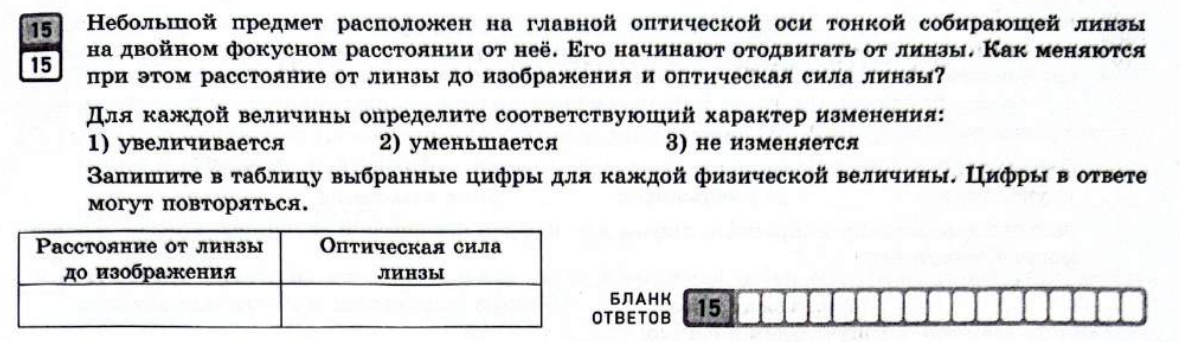 15
15
Небольшой предмет расположен на главной оптической оси тонкой собирающей линзы
на двойном фокусном расстоянии от неё. Его начинают отодвигать от линзы. Как меняются
при этом расстояние от линзы до изображения и оптическая сила линзы?
Для каждой величины определите соответствующий характер изменения:
1) увеличивается 2) уменьшается 3) не изменяется
Запишите в таблицу выбранные цифры для каждой физической величины. Цифры в ответе
могут повторяться.
Расстояние от линзы Оптическая сила
до изображения линзы
БЛАНК
ОТВЕТОВ 15